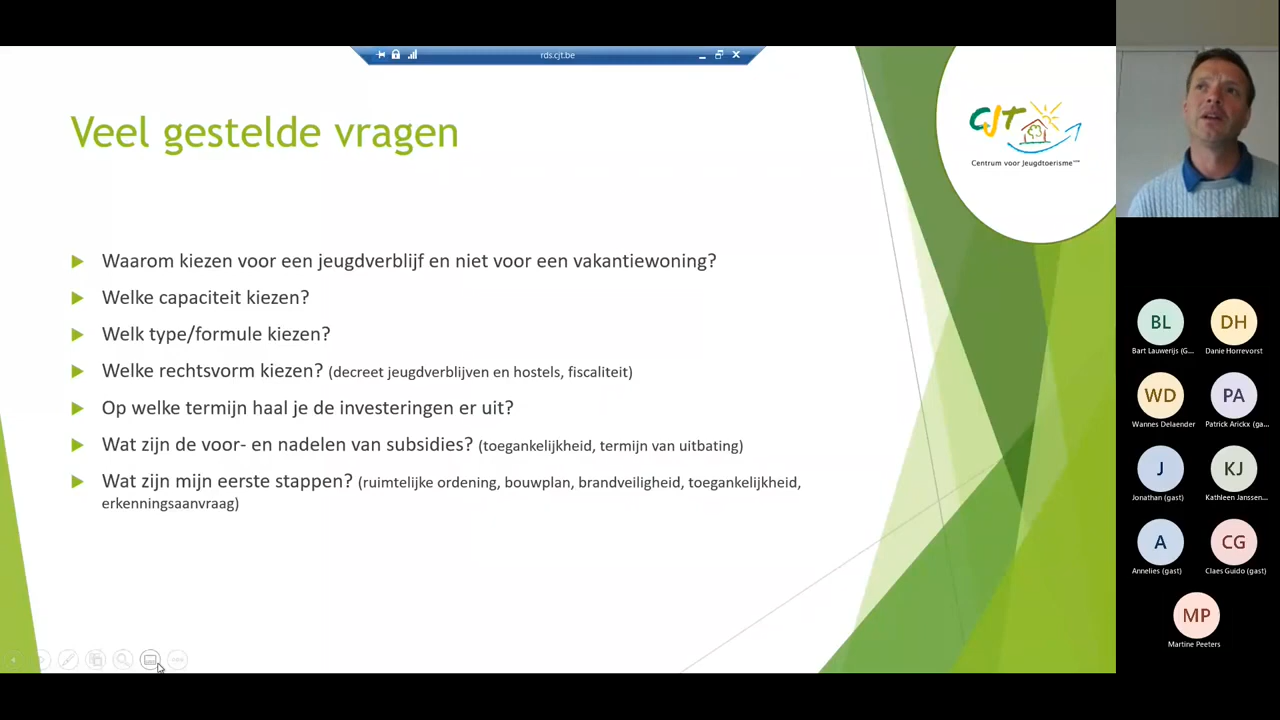 rds.cjt.be
Veel gestelde vragen
CJT
Centrum voor Jeugdtoerisme vzw
Waarom kiezen voor een jeugdverblijf en niet voor een vakantiewoning?
Welke capaciteit kiezen?
Welk type/formule kiezen?
Welke rechtsvorm kiezen? (decreet jeugdverblijven en hostels, fiscaliteit)
Op welke termijn haal je de investeringen er uit?
Wat zijn de voor- en nadelen van subsidies? (toegankelijkheid, termijn van uitbating)
Wat zijn mijn eerste stappen? (ruimtelijke ordening, bouwplan, brandveiligheid, toegankelijkheid,
erkenningsaanvraag)
BL DH
Bart Lauwerijs (G... Danie Horrevorst
WD PA
Wannes Delaender Patrick Arickx (ga...
J KJ
Jonathan (gast) Kathleen Janssen...
A CG
Annelies (gast) Claes Guido (gast)
MP
Martine Peeters